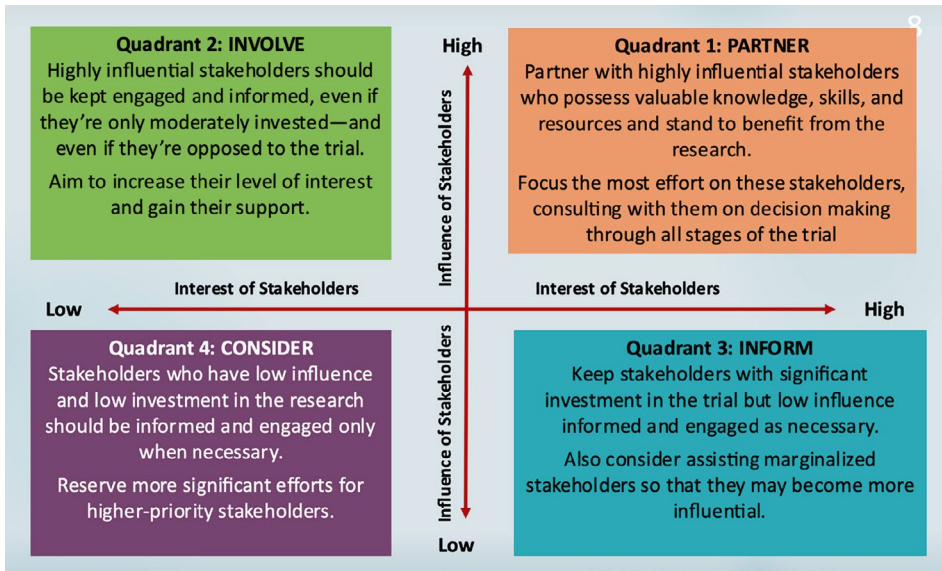 8
Quadrant 2: INVOLVE
Highly influential stakeholders should
be kept engaged and informed, even if
they're only moderately invested—and
even if they're opposed to the trial.
Aim to increase their level of interest
and gain their support.
High
Influence of Stakeholders
Quadrant 1: PARTNER
Partner with highly influential stakeholders
who possess valuable knowledge, skills, and
resources and stand to benefit from the
research.
Focus the most effort on these stakeholders,
consulting with them on decision making
through all stages of the trial
Interest of Stakeholders
Interest of Stakeholders
Low
High
Quadrant 4: CONSIDER
Stakeholders who have low influence
and low investment in the research
should be informed and engaged only
when necessary.
Reserve more significant efforts for
higher-priority stakeholders.
Influence of Stakeholders
Low
Quadrant 3: INFORM
Keep stakeholders with significant
investment in the trial but low influence
informed and engaged as necessary.
Also consider assisting marginalized
stakeholders so that they may become more
influential.